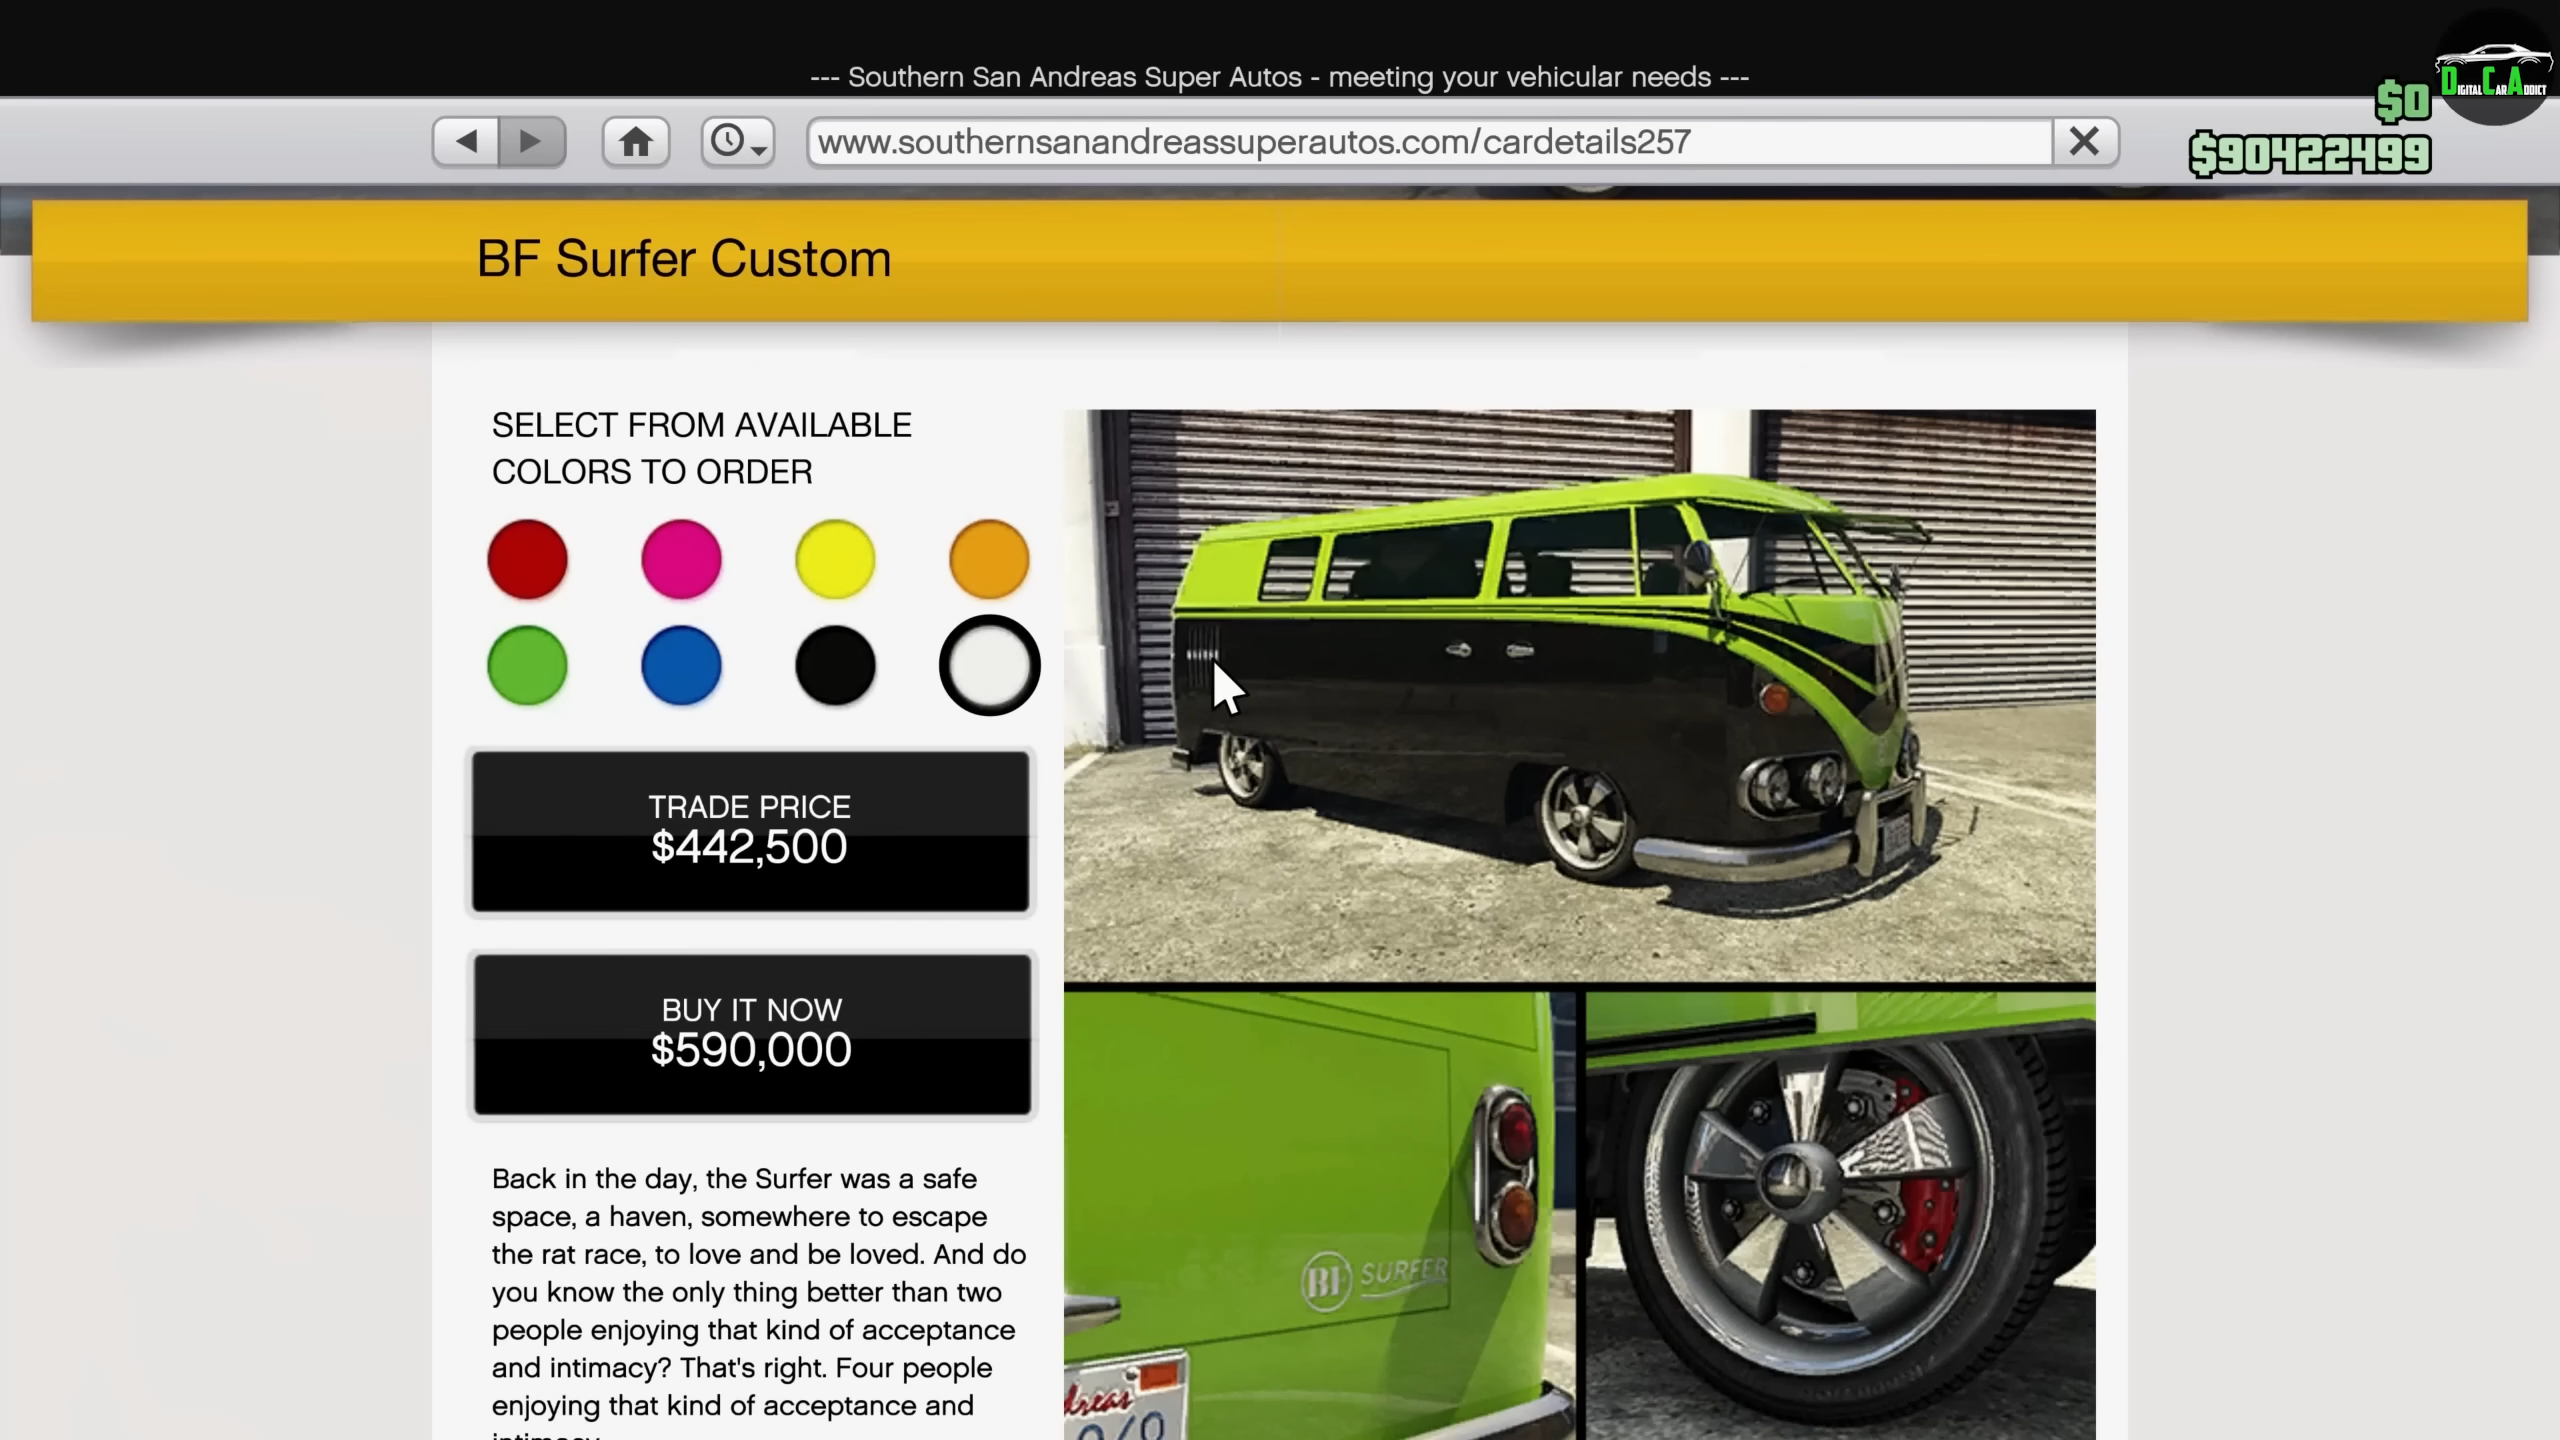 --- Southern San Andreas Super Autos - meeting your vehicular needs ---
DIGITALCARADDICT
$0
www.southernsanandreassuperautos.com/cardetails257
$90422499
BF Surfer Custom
SELECT FROM AVAILABLE
COLORS TO ORDER
TRADE PRICE
$442,500
BUY IT NOW
$590,000
BF SURFER
Back in the day, the Surfer was a safe
space, a haven, somewhere to escape
the rat race, to love and be loved. And do
you know the only thing better than two
people enjoying that kind of acceptance
and intimacy? That's right. Four people
enjoying that kind of acceptance and